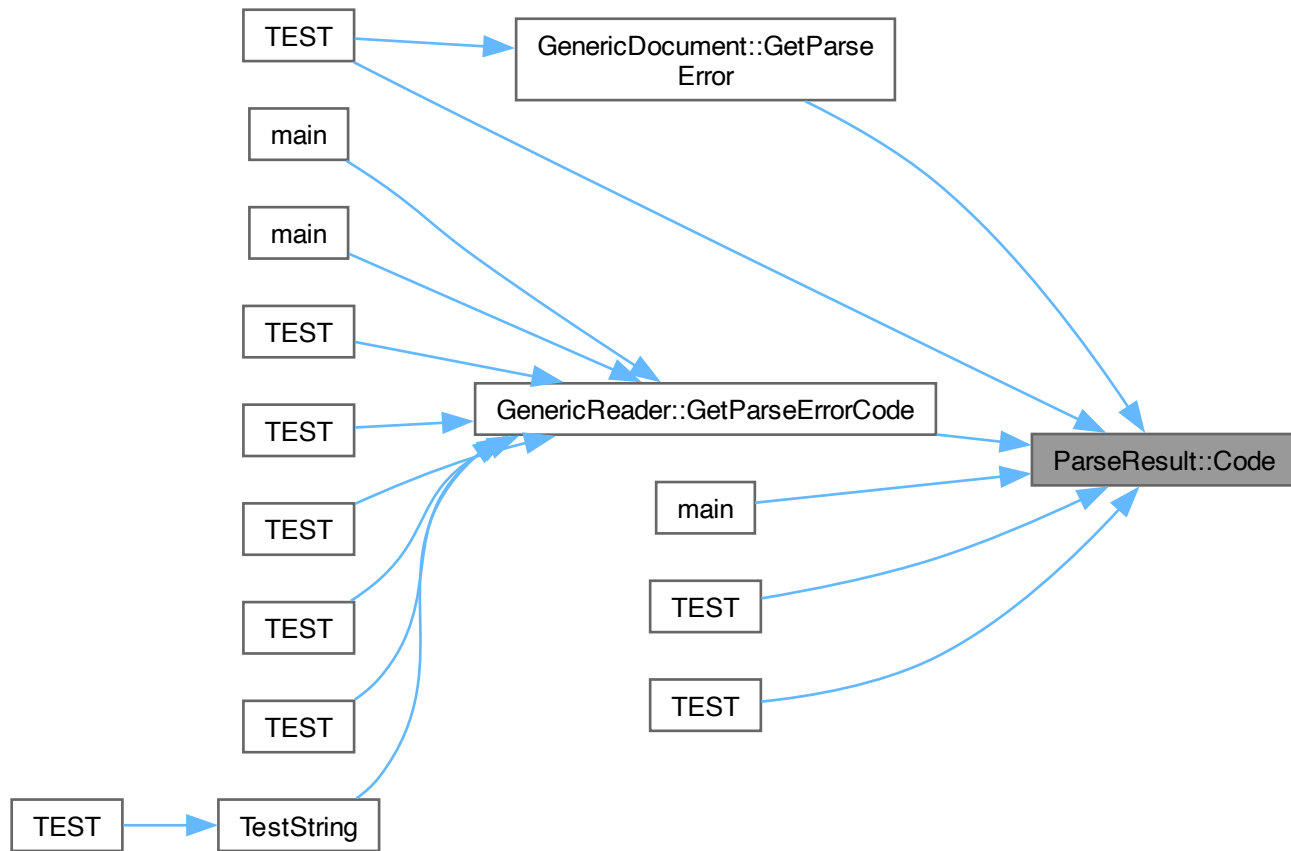 TEST
GenericDocument::GetParse
Error
main
main
TEST
GenericReader::GetParseErrorCode
TEST
ParseResult::Code
TEST
main
TEST
TEST
TEST
TEST
TEST
TestString